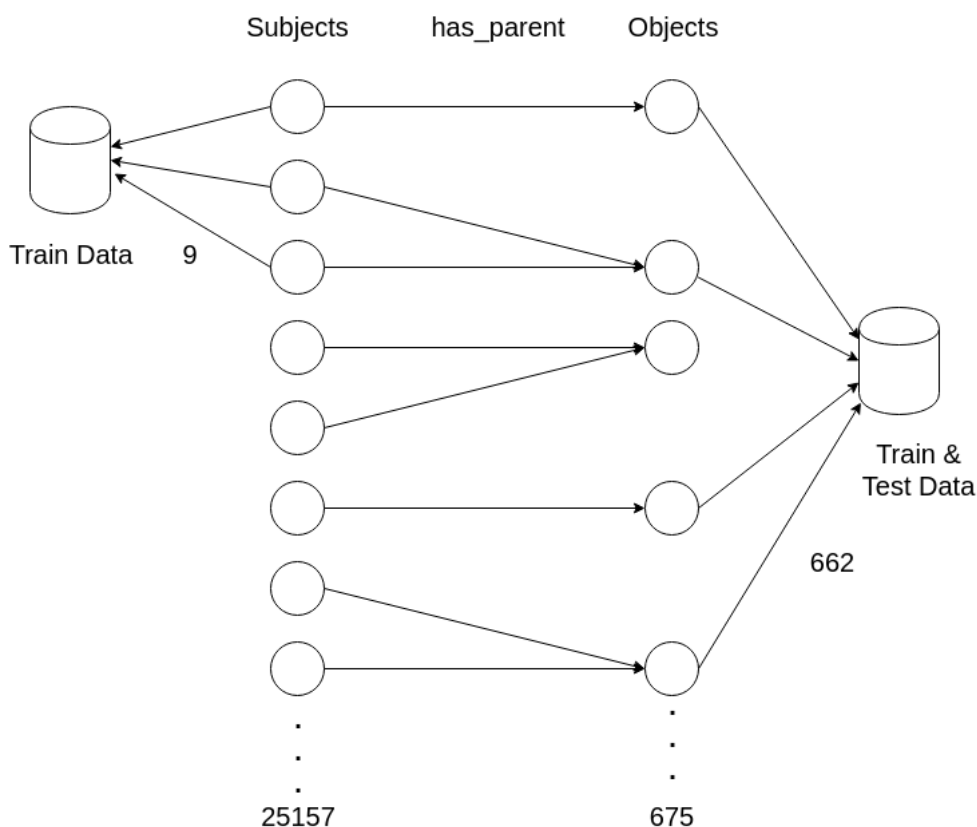 Subjects
has_parent
Objects
Train Data
9
Train &
Test Data
662
25157
675